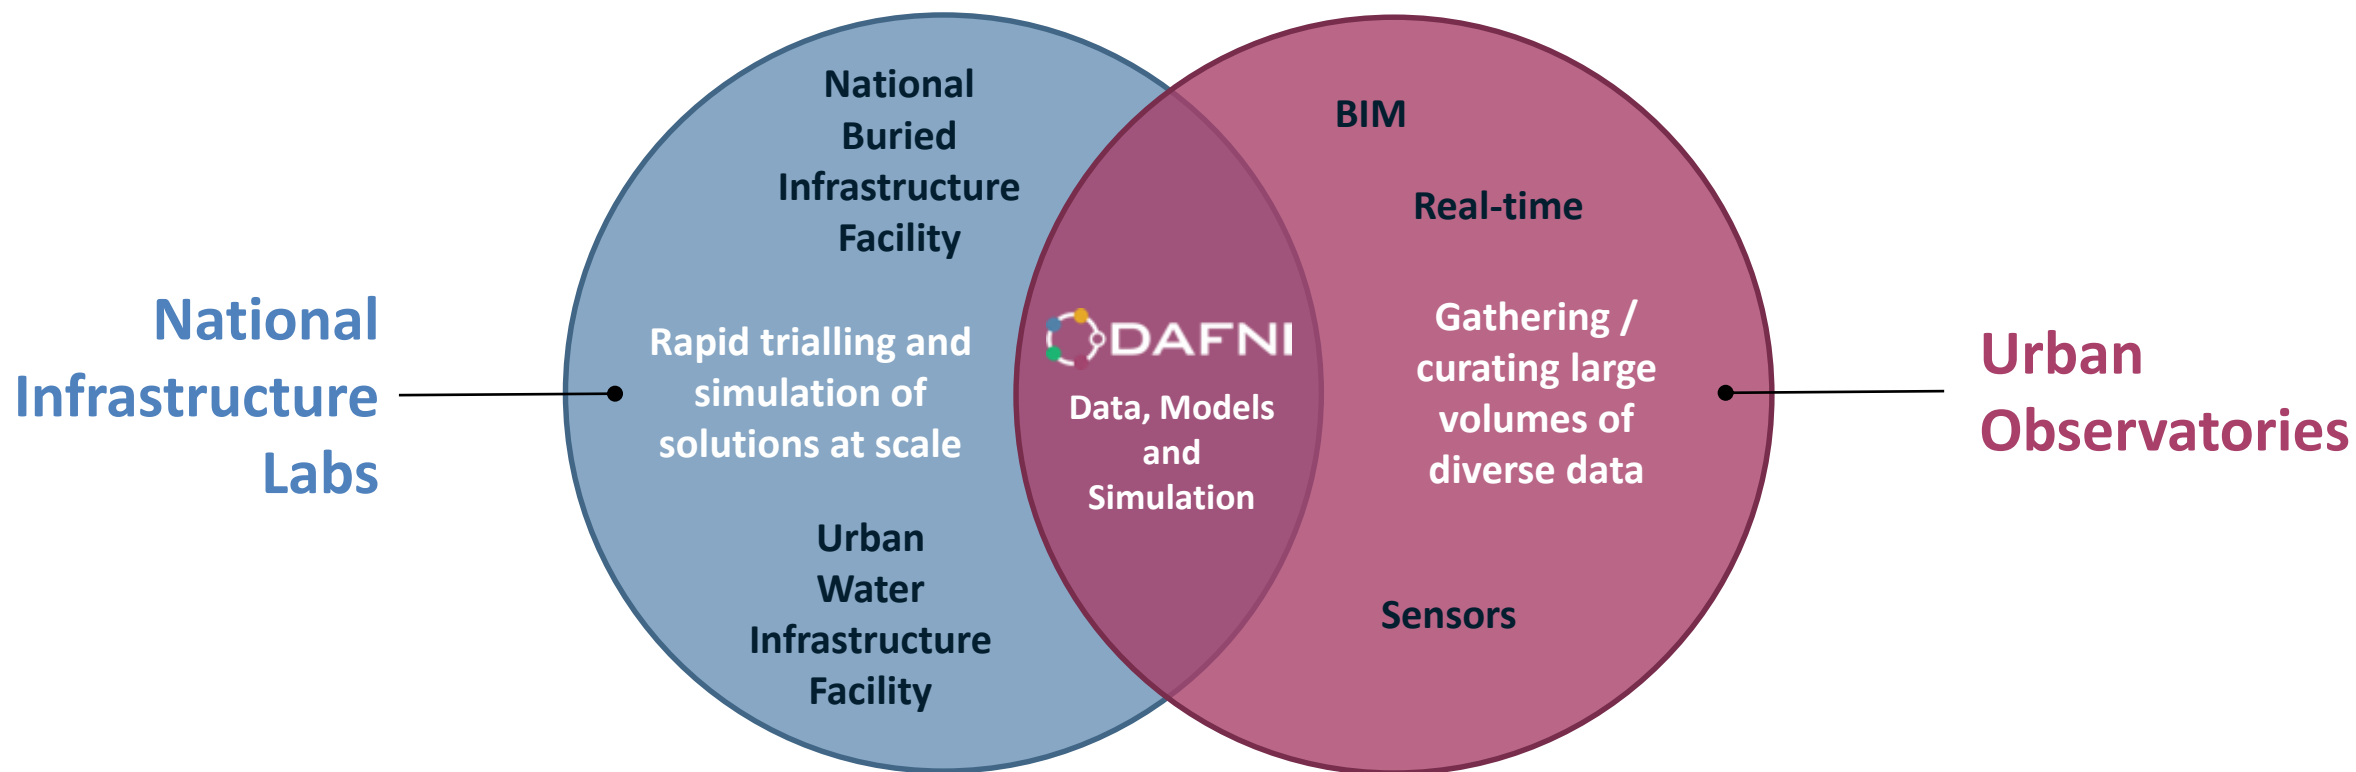 National
Infrastructure
Labs
National
Buried
Infrastructure
Facility
Rapid trialling and
simulation of
solutions at scale
Urban
Water
Infrastructure
Facility
DAFNI
Data, Models
and
Simulation
BIM
Real-time
Gathering /
curating large
volumes of
diverse data
Sensors
Urban
Observatories